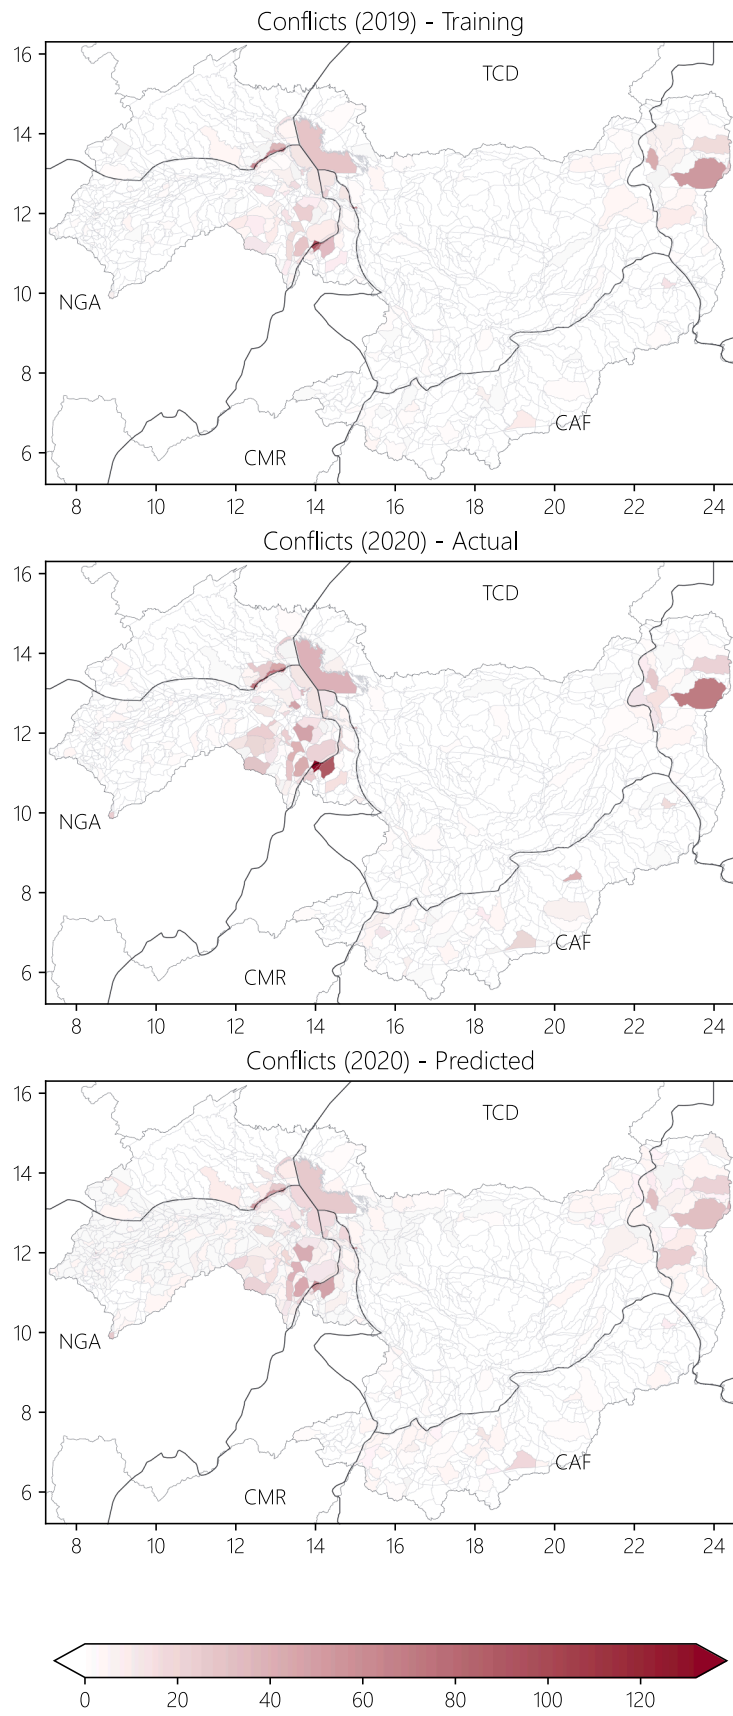 Conflicts (2019) - Training
16
TCD
14
12
10
NGA
8
6
CAF
CMR
8 10 12 14 16 18 20 22 24
Conflicts (2020) - Actual
16
TCD
14
12
10
NGA
8
6
CAF
CMR
8 10 12 14 16 18 20 22 24
Conflicts (2020) - Predicted
16
TCD
14
12
10
NGA
8
6
CAF
CMR
8 10 12 14 16 18 20 22 24
0 20 40 60 80 100 120